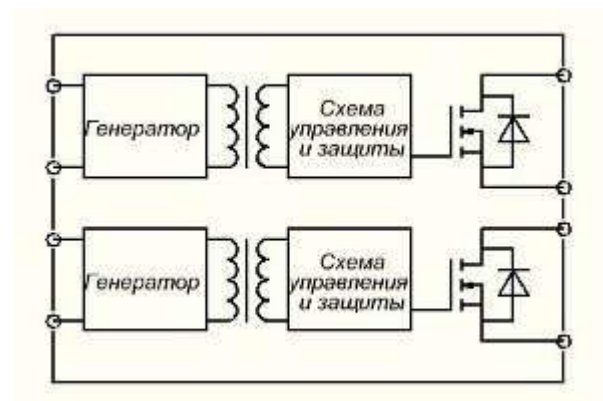 Генератор
Схема
управления
и защиты
Генератор
Схема
управления
и защиты